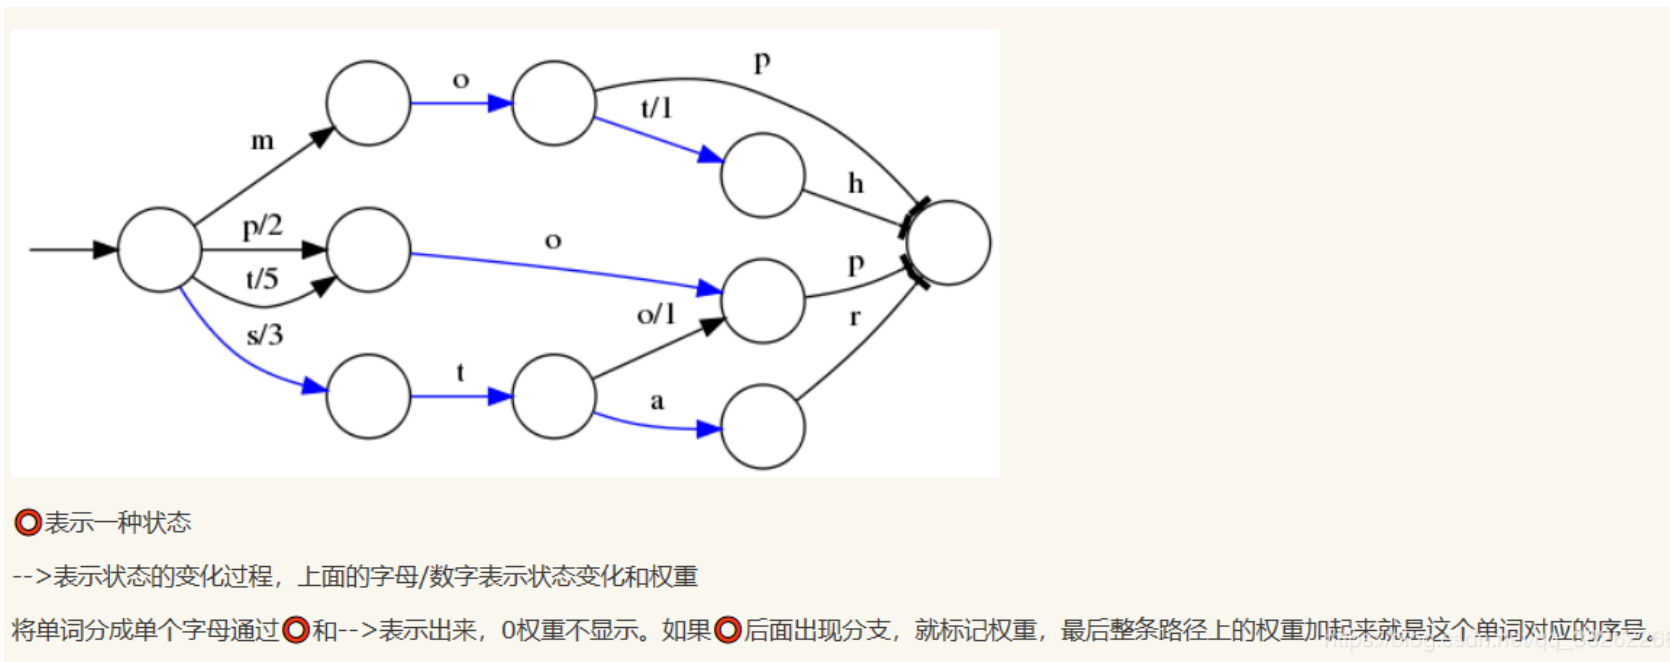 p
o
t/1
m
h
p/2
o
p
t/5
o/1
r
s/3
t
a
表示一种状态
-->表示状态的变化过程，上面的字母/数字表示状态变化和权重
将单词分成单个字母通过和-->表示出来，0权重不显示。如果后面出现分支，就标记权重，最后整条路径上的权重加起来就是这个单词对应的序号。